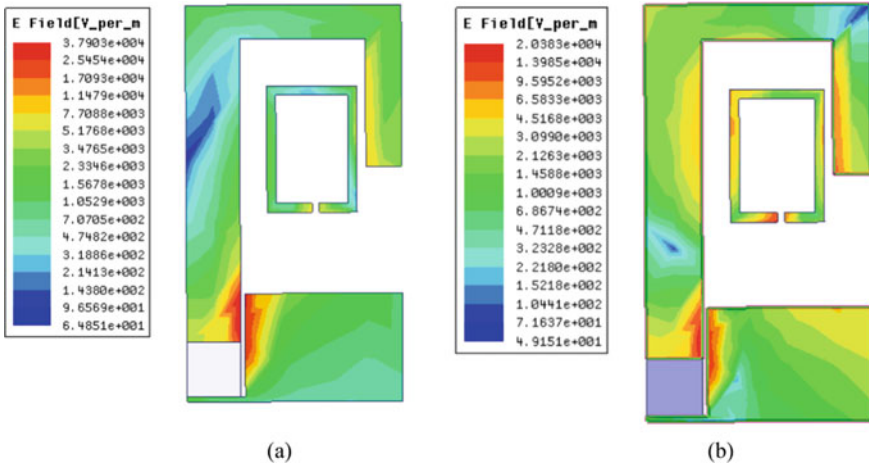 E Field[V_per_m
3.7903e+004
2.5454e+004
1.7093e+004
1.1479e+004
7.7088e+003
5.1768e+003
3.4765e+003
2.3346e+003
1.5678e+003
1.0529e+003
7.0705e+002
4.7482e+002
3.1886e+002
2.1413e+002
1.4380e+002
9.6569e+001
6.4851e+001
(a)
E Field[V_per_m
2.0383e+004
1.3985e+004
9.5952e+003
6.5833e+003
4.5168e+003
3.0990e+003
2.1263e+003
1.4588e+003
1.0009e+003
6.8674e+002
4.7118e+002
3.2328e+002
2.2180e+002
1.5218e+002
1.0441e+002
7.1637e+001
4.9151e+001
(b)